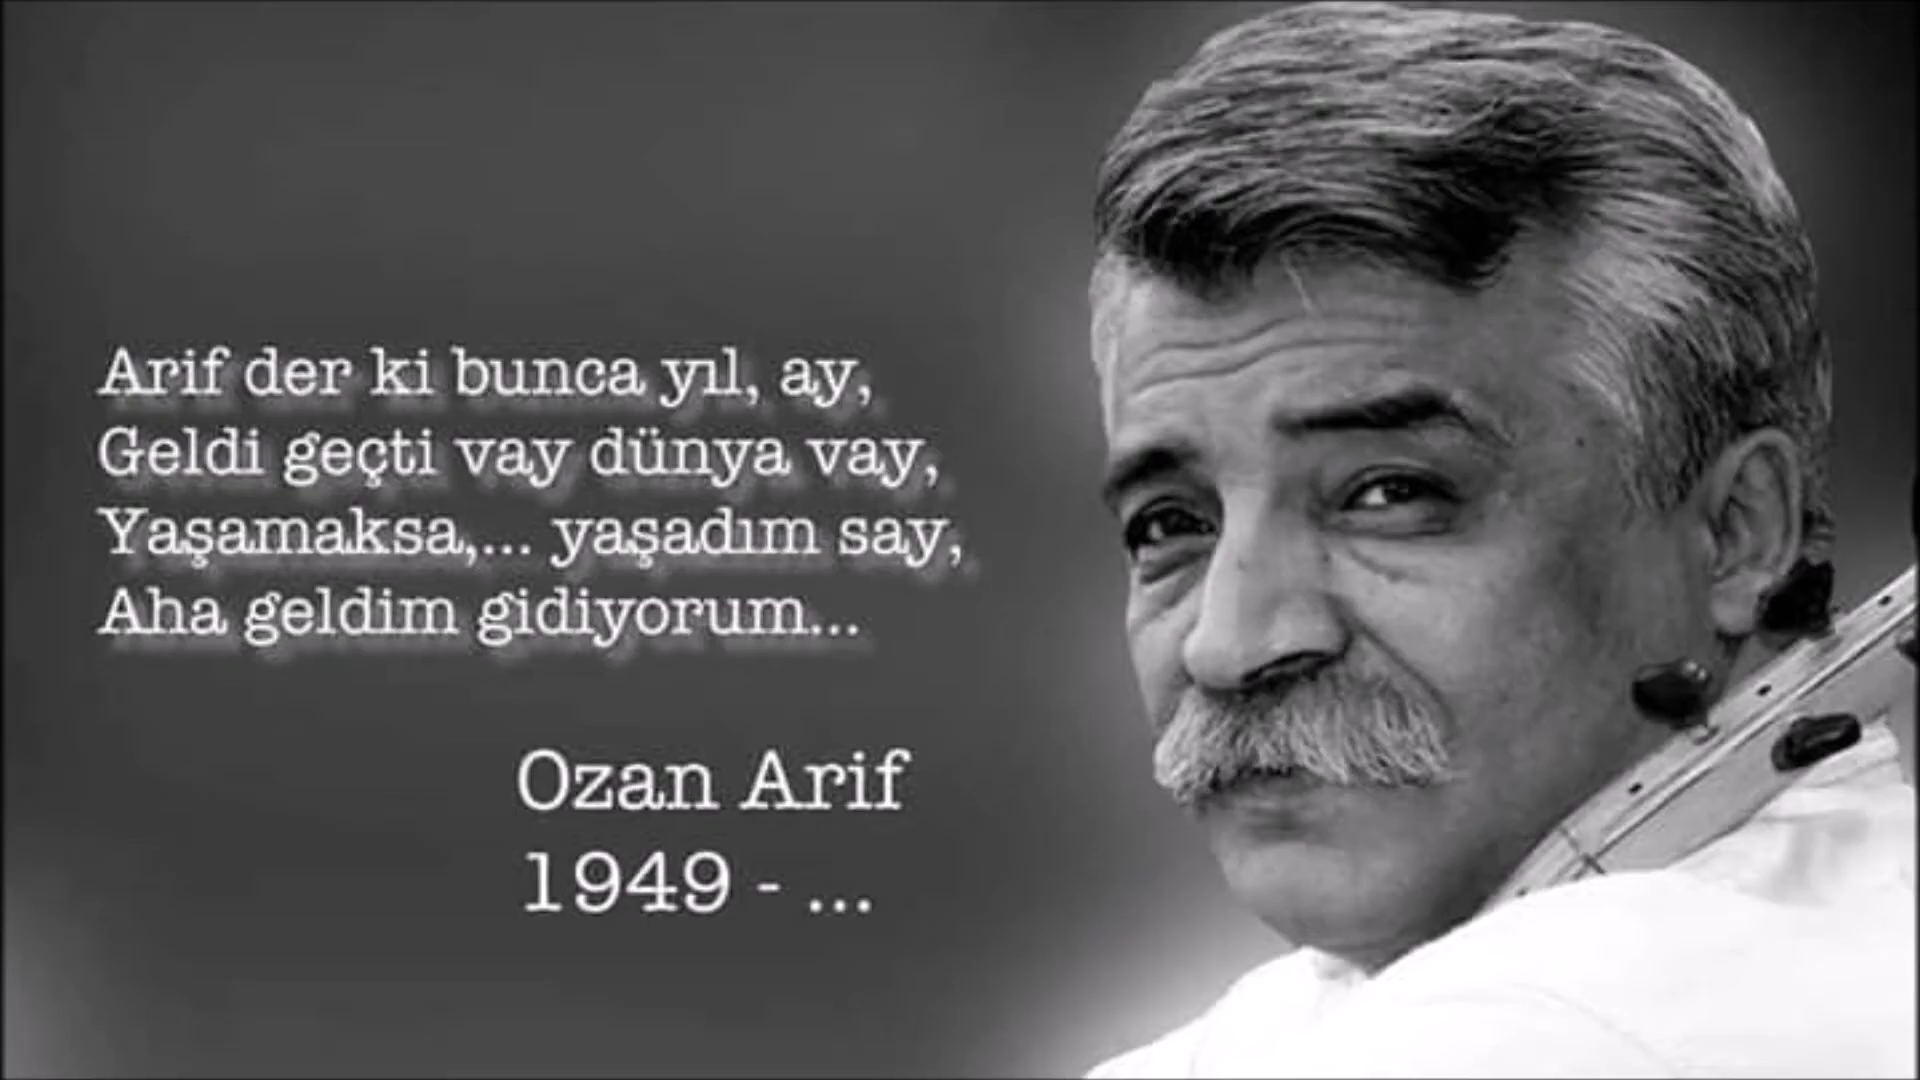 Arif der ki bunca yıl, ay,
Geldi geçti vay dünya vay,
Yaşamaksa,... yaşadım say,
Aha geldim gidiyorum...
Ozan Arif
1949 - ...